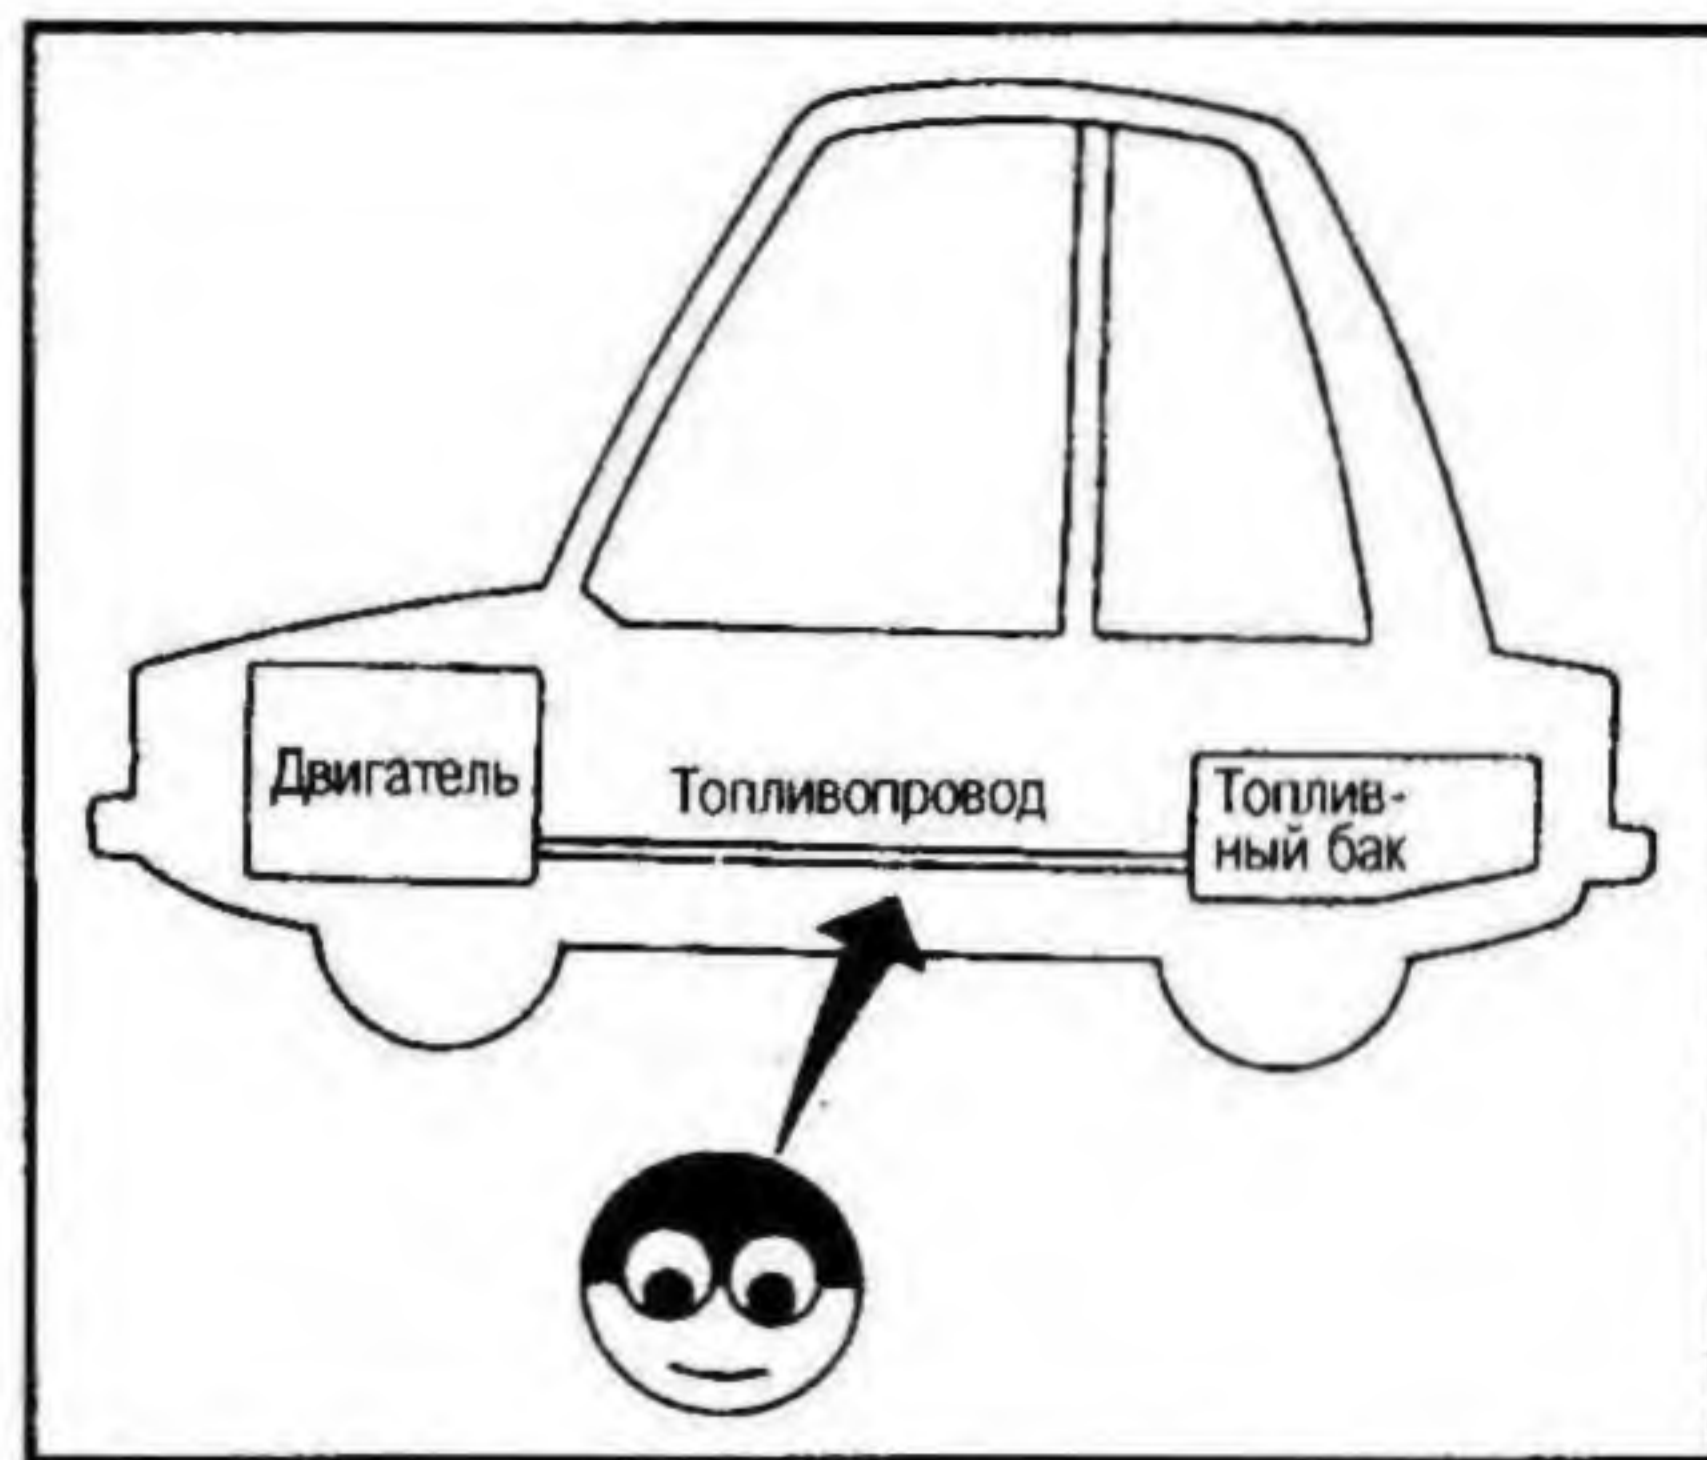 Двигатель
Топливопровод
Топлив-
ный бак